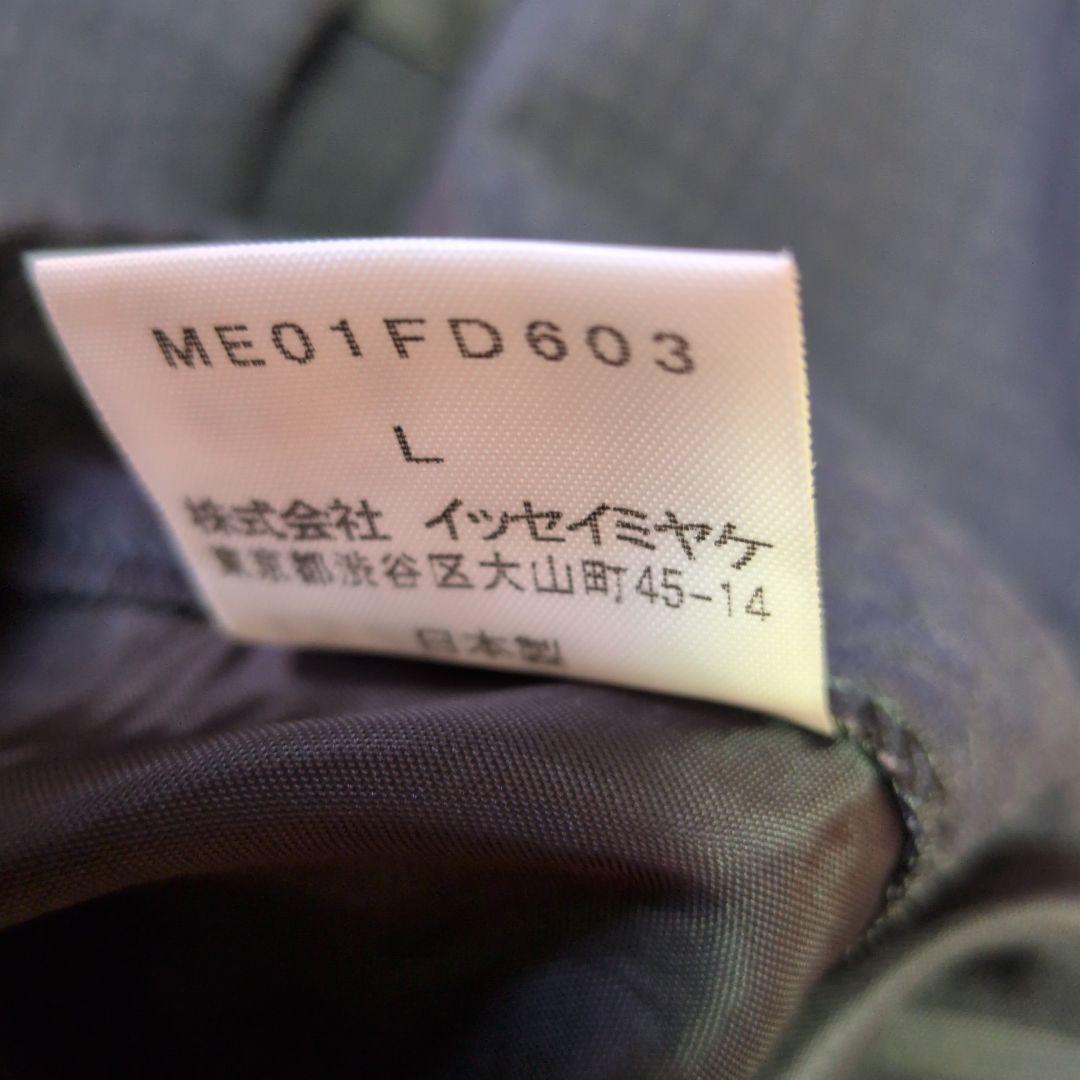 ME01FD603
L
株式会社 イッセイミヤケ
東京都渋谷区大山町45-14
日本製